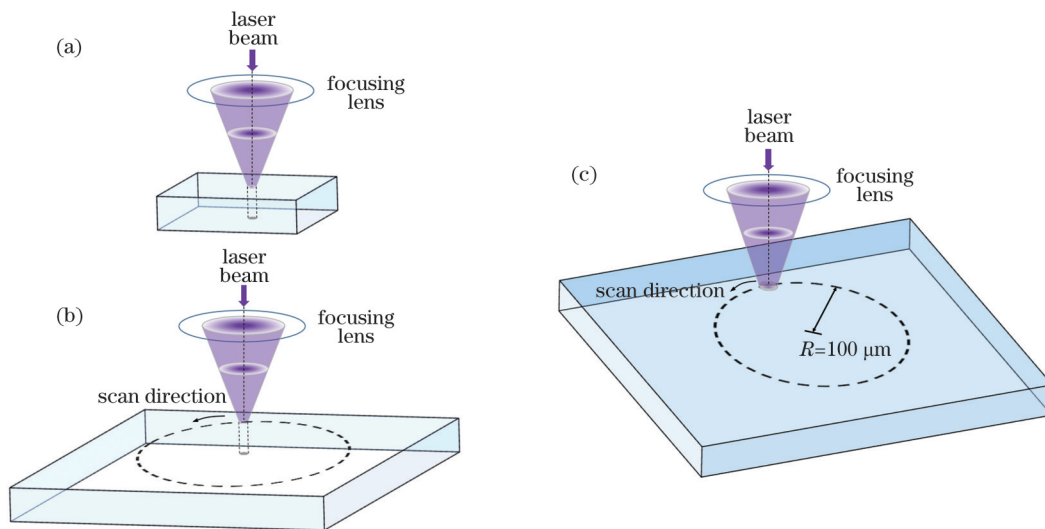 (a)
laser
beam
focusing
lens
(b)
laser
beam
focusing
lens
scan direction
(c)
laser
beam
focusing
lens
scan direction
R=100 μm